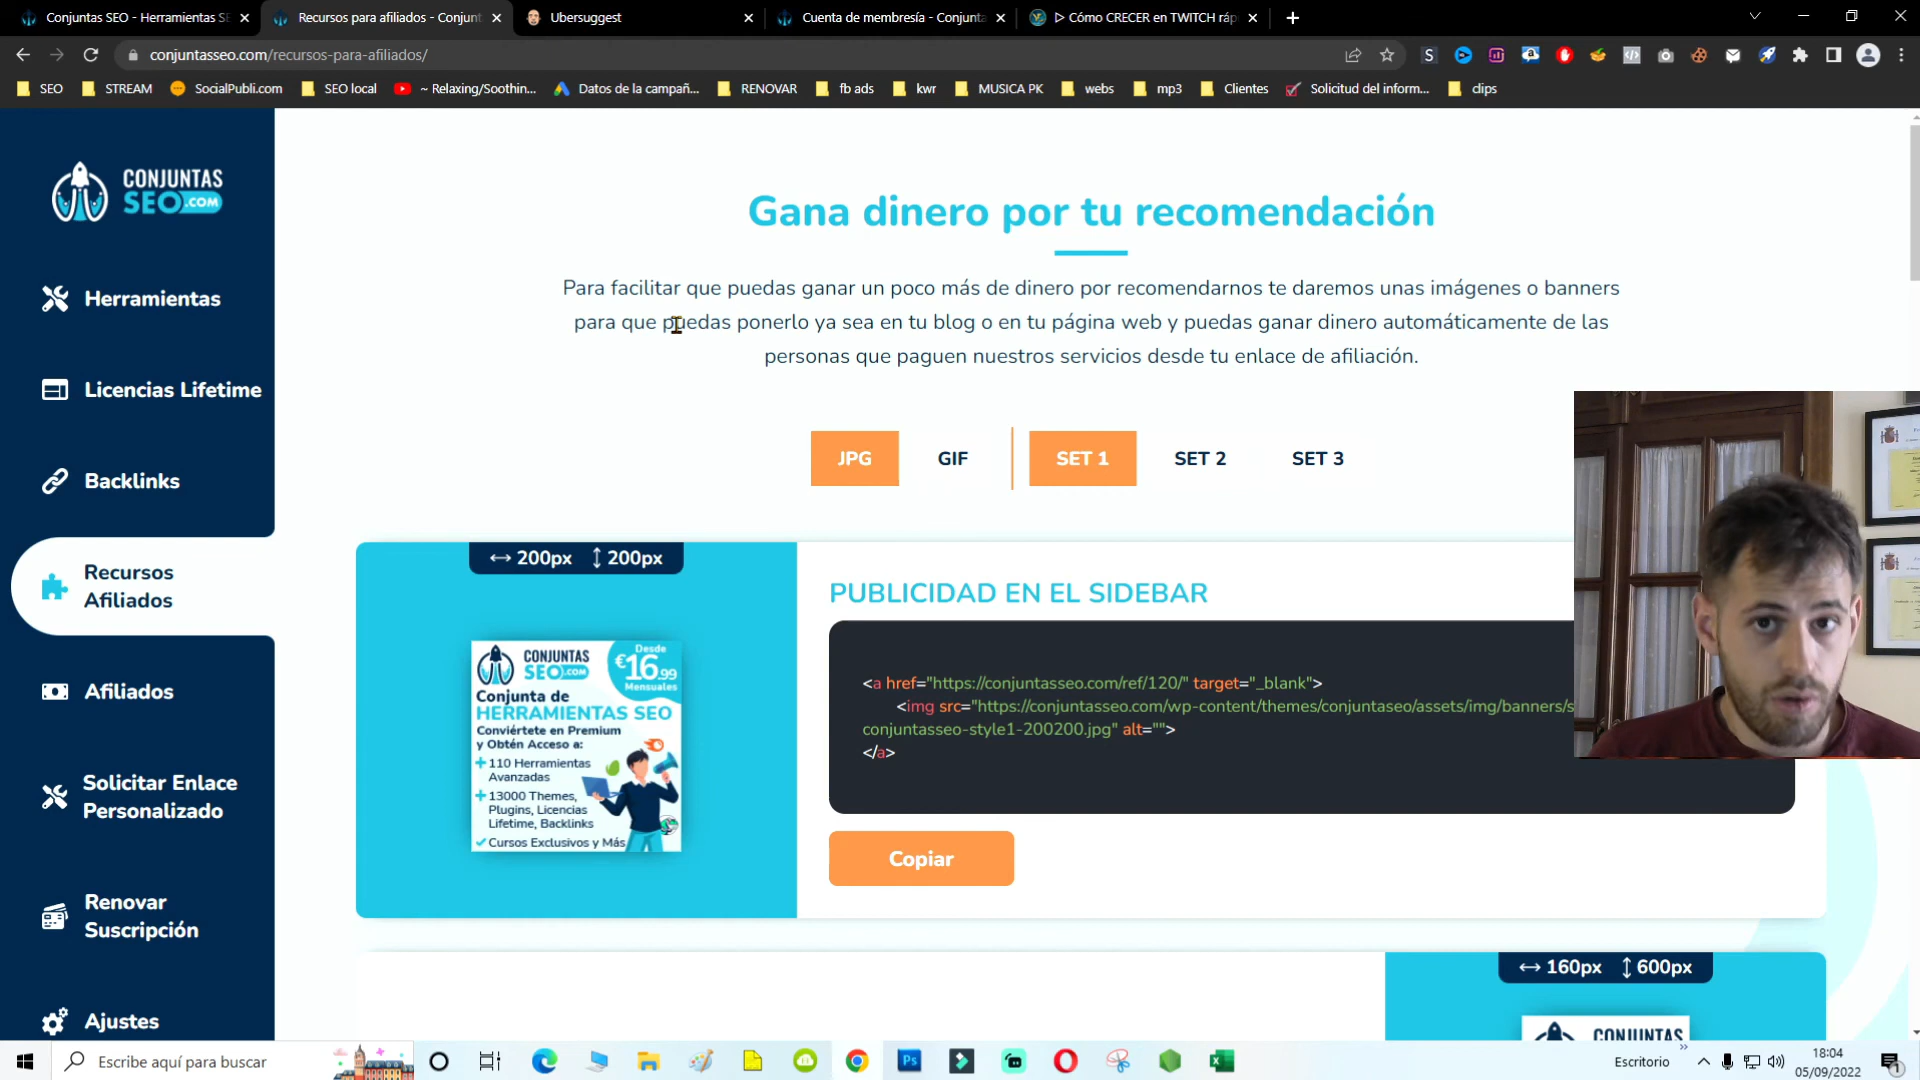 Conjuntas SEO - Herramientas SE
Recursos para afiliados - Conjunt
Ubersuggest
Cuenta de membresía - Conjunta
▷ Cómo CRECER en TWITCH ráp
conjuntasseo.com/recursos-para-afiliados/
SEO
STREAM
SocialPubli.com
SEO local
~ Relaxing/Soothin...
Datos de la campañ...
RENOVAR
fb ads
kwr
MUSICA PK
webs
mp3
Clientes
Solicitud del inform...
clips
CONJUNTAS
SEO.COM
Herramientas
Licencias Lifetime
Backlinks
Recursos
Afiliados
Afiliados
Solicitar Enlace
Personalizado
Renovar
Suscripción
Ajustes
Gana dinero por tu recomendación
Para facilitar que puedas ganar un poco más de dinero por recomendarnos te daremos unas imágenes o banners
para que puedas ponerlo ya sea en tu blog o en tu página web y puedas ganar dinero automáticamente de las
personas que paguen nuestros servicios desde tu enlace de afiliación.
JPG
GIF
SET 1
SET 2
SET 3
200px 200px
CONJUNTAS
SEO.COM
Desde
€16.99
Mensuales
Conjunta de
HERRAMIENTAS SEO
Conviértete en Premium
y Obtén Acceso a:
110 Herramientas
Avanzadas
13000 Themes,
Plugins, Licencias
Lifetime, Backlinks
Cursos Exclusivos y Más
PUBLICIDAD EN EL SIDEBAR
<a href="https://conjuntasseo.com/ref/120/" target="_blank">
<img src="https://conjuntasseo.com/wp-content/themes/conjuntaseo/assets/img/banners/s
conjuntasseo-style1-200200.jpg" alt="">
</a>
Copiar
160px 600px
CONJUNTAS
Escribe aquí para buscar
Ps
Escritorio
18:04
05/09/2022
1